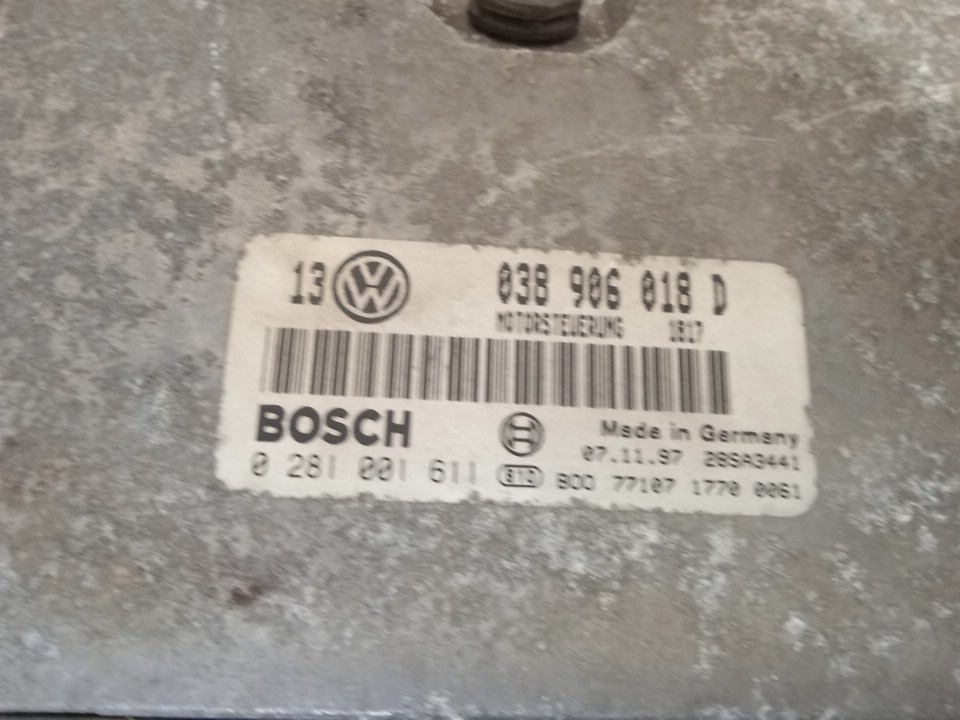 13 038 906 018 D
MOTORSTEUERUNG 1817
BOSCH
Made in Germany
07.11.97 28SA3441
0 281 001 611 BOO 77107 1770 0061